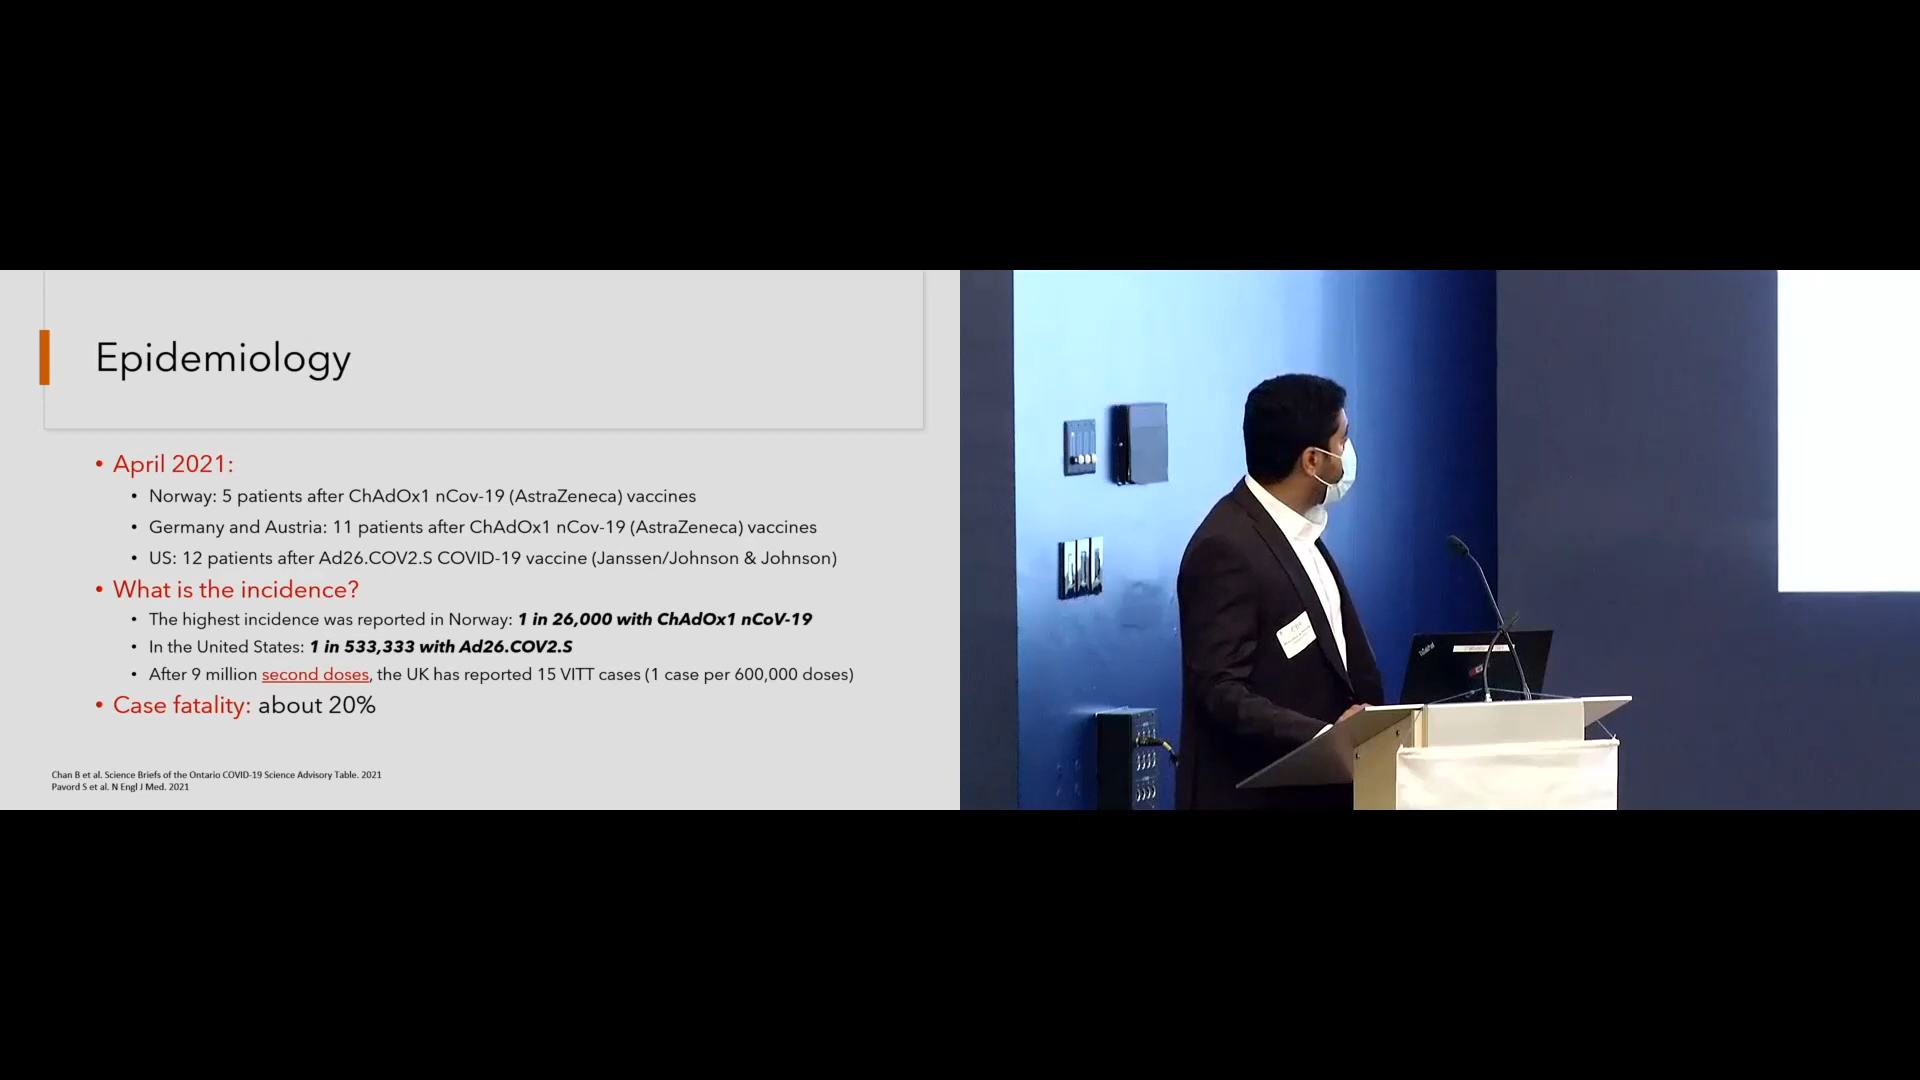 Epidemiology
• April 2021:
• Norway: 5 patients after ChAdOx1 nCov-19 (AstraZeneca) vaccines
• Germany and Austria: 11 patients after ChAdOx1 nCov-19 (AstraZeneca) vaccines
• US: 12 patients after Ad26.COV2.S COVID-19 vaccine (Janssen/Johnson & Johnson)
• What is the incidence?
• The highest incidence was reported in Norway: 1 in 26,000 with ChAdOx1 nCoV-19
• In the United States: 1 in 533,333 with Ad26.COV2.S
• After 9 million second doses, the UK has reported 15 VITT cases (1 case per 600,000 doses)
• Case fatality: about 20%
Chan B et al. Science Briefs of the Ontario COVID-19 Science Advisory Table. 2021
Pavord S et al. N Engl J Med. 2021
ThinkPad